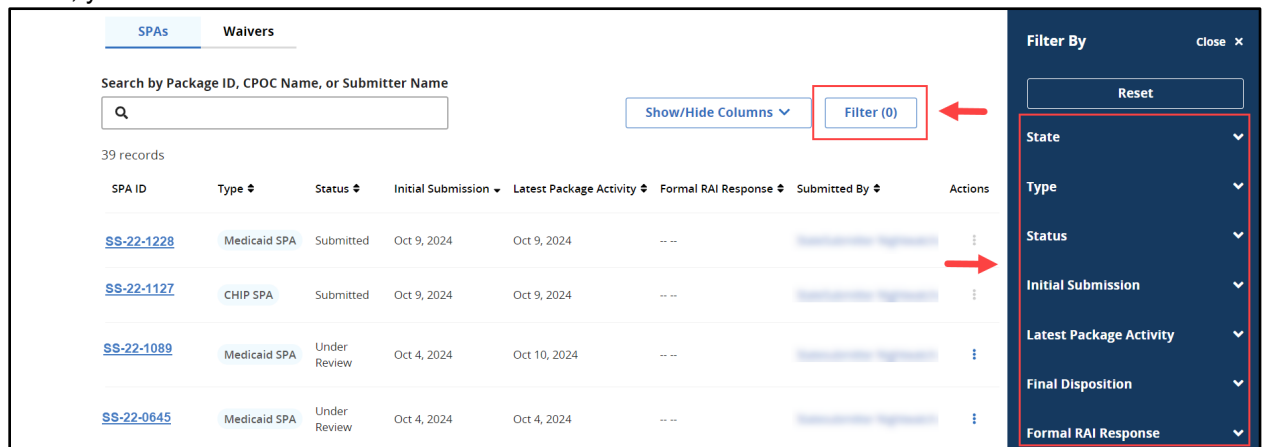 SPAs Waivers
Search by Package ID, CPOC Name, or Submitter Name
Show/Hide Columns Filter (0)
39 records
SPA ID Type Status Initial Submission Latest Package Activity Formal RAI Response Submitted By Actions
SS-22-1228 Medicaid SPA Submitted Oct 9, 2024 Oct 9, 2024 -- --
SS-22-1127 CHIP SPA Submitted Oct 9, 2024 Oct 9, 2024 -- --
SS-22-1089 Medicaid SPA Under Review Oct 4, 2024 Oct 10, 2024 -- --
SS-22-0645 Medicaid SPA Under Review Oct 4, 2024 Oct 4, 2024 -- --
Filter By Close ×
Reset
State
Type
Status
Initial Submission
Latest Package Activity
Final Disposition
Formal RAI Response